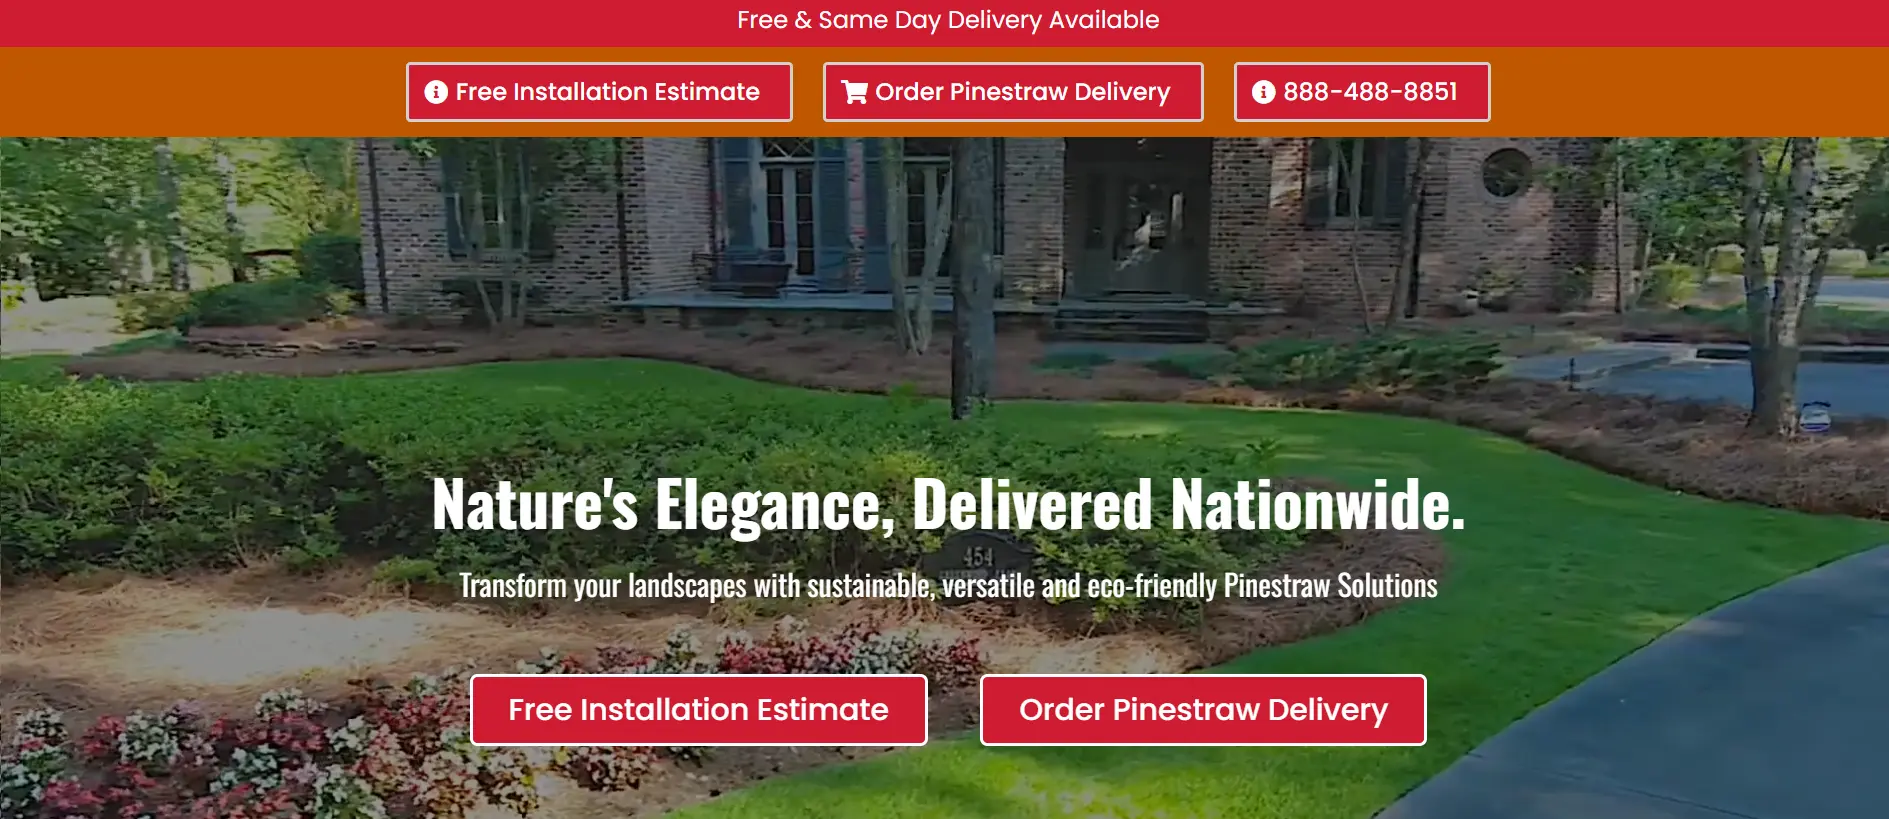 Free & Same Day Delivery Available
Free Installation Estimate
Order Pinestraw Delivery
888-488-8851
Nature's Elegance, Delivered Nationwide.
454
Transform your landscapes with sustainable, versatile and eco-friendly Pinestraw Solutions
Free Installation Estimate
Order Pinestraw Delivery